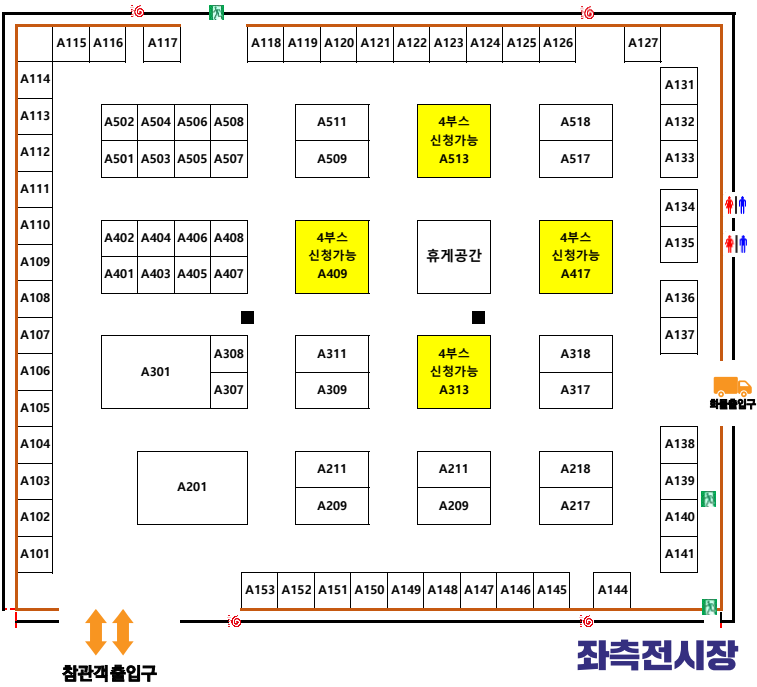 A115 A116 A117 A118 A119 A120 A121 A122 A123 A124 A125 A126 A127
A114 A131
A113 A502 A504 A506 A508 A511 4부스 신청가능 A513 A518 A132
A112 A501 A503 A505 A507 A509 A517 A133
A111 A134
A110 A402 A404 A406 A408 4부스 신청가능 A409 휴게공간 4부스 신청가능 A417 A135
A109 A401 A403 A405 A407
A108 A136
A107 A137
A106 A301 A308 A311 4부스 신청가능 A313 A318
A105 A307 A309 A317
화물출입구
A104 A211 A211 A218 A138
A103 A201 A139
A102 A209 A209 A217 A140
A101 A141
A153 A152 A151 A150 A149 A148 A147 A146 A145 A144
참관객 출입구
좌측전시장